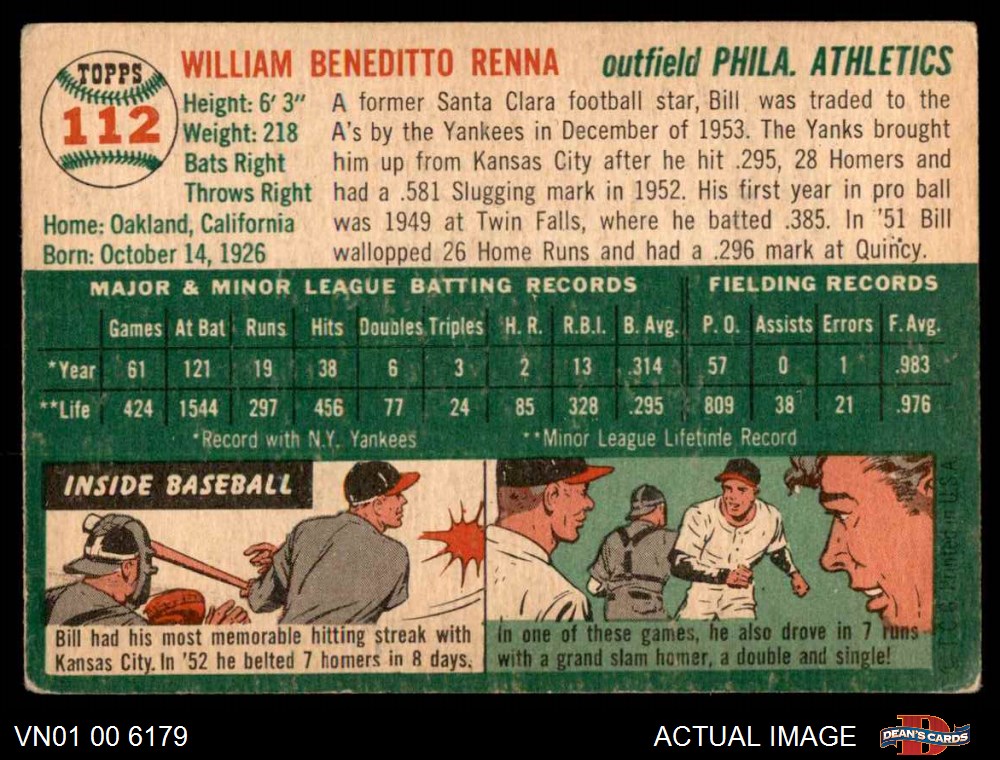 TOPPS
112
WILLIAM BENEDITTO RENNA
outfield PHILA. ATHLETICS
Height: 6' 3"
Weight: 218
Bats Right
Throws Right
Home: Oakland, California
Born: October 14, 1926
A former Santa Clara football star, Bill was traded to the
A's by the Yankees in December of 1953. The Yanks brought
him up from Kansas City after he hit .295, 28 Homers and
had a .581 Slugging mark in 1952. His first year in pro ball
was 1949 at Twin Falls, where he batted .385. In '51 Bill
walloped 26 Home Runs and had a .296 mark at Quincy.
MAJOR & MINOR LEAGUE BATTING RECORDS FIELDING RECORDS
Games At Bat Runs Hits Doubles Triples H. R. R.B.I. B. Avg. P. O. Assists Errors F. Avg.
*Year 61 121 19 38 6 3 2 13 .314 57 0 1 .983
**Life 424 1544 297 456 77 24 85 328 .295 809 38 21 .976
*Record with N.Y. Yankees **Minor League Lifetime Record
INSIDE BASEBALL
Bill had his most memorable hitting streak with
Kansas City. In '52 he belted 7 homers in 8 days.
In one of these games, he also drove in 7 runs
with a grand slam homer, a double and single!
© T.C.G. Printed in U.S.A.
VN01 00 6179
ACTUAL IMAGE
DEAN'S CARDS